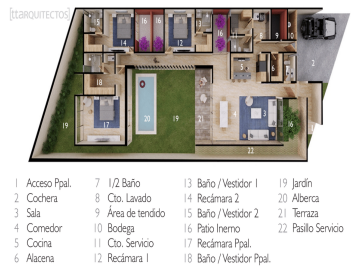 [ttarquitectos]
1 Acceso Ppal.
2 Cochera
3 Sala
4 Comedor
5 Cocina
6 Alacena
7 1/2 Baño
8 Cto. Lavado
9 Área de tendido
10 Bodega
11 Cto. Servicio
12 Recámara 1
13 Baño / Vestidor 1
14 Recámara 2
15 Baño / Vestidor 2
16 Patio Inerno
17 Recámara Ppal.
18 Baño / Vestidor Ppal.
19 Jardín
20 Alberca
21 Terraza
22 Pasillo Servicio